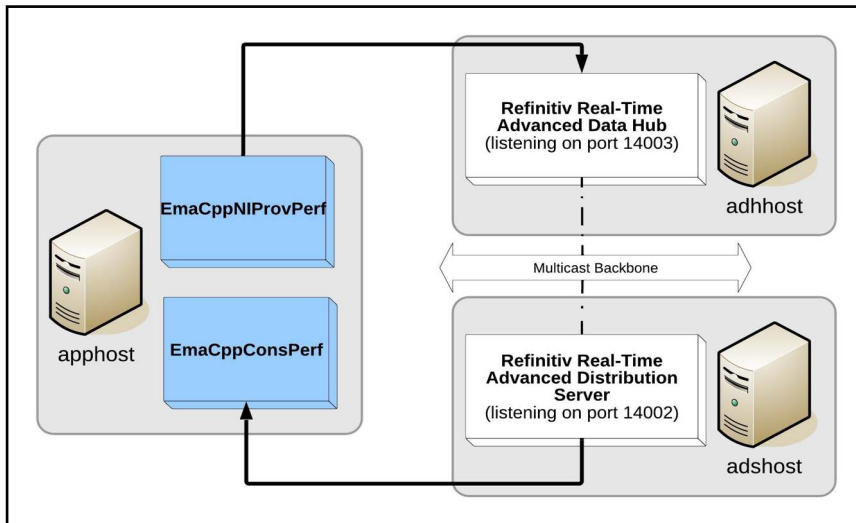 EmaCppNIProvPerf
apphost
EmaCppConsPerf
Refinitiv Real-Time
Advanced Data Hub
(listening on port 14003)
adhhost
Multicast Backbone
Refinitiv Real-Time
Advanced Distribution
Server
(listening on port 14002)
adshost